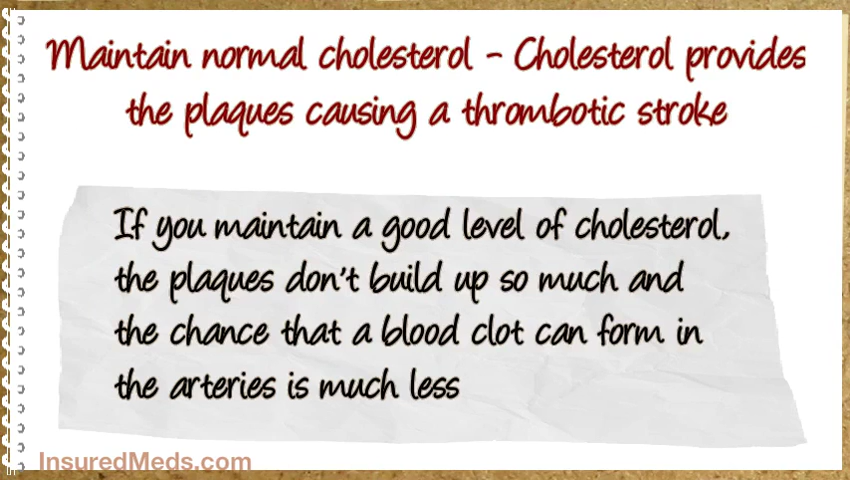 Maintain normal cholesterol - Cholesterol provides
the plaques causing a thrombotic stroke
If you maintain a good level of cholesterol,
the plaques don't build up so much and
the chance that a blood clot can form in
the arteries is much less
InsuredMeds.com